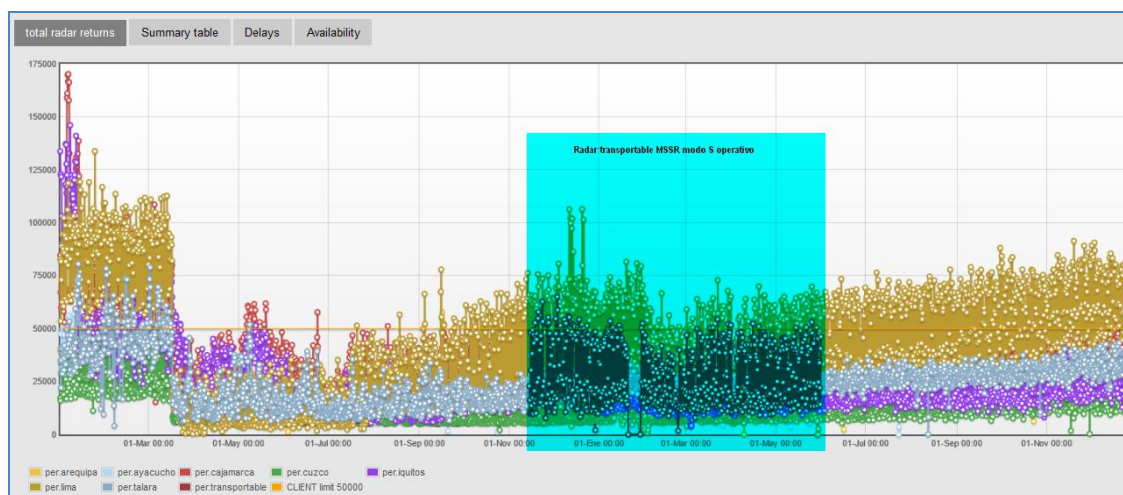 total radar returns Summary table Delays Availability
175000
150000
Radar transportable MSSR modo S operativo
125000
100000
75000
50000
25000
0
01-Mar 00:00 01-May 00:00 01-Jul 00:00 01-Sep 00:00 01-Nov 00:00 01-Ene 00:00 01-Mar 00:00 01-May 00:00 01-Jul 00:00 01-Sep 00:00 01-Nov 00:00
per.arequipa per.ayacucho per.cajamarca per.cuzco per.iquitos
per.lima per.talara per.transportable CLIENT limit 50000